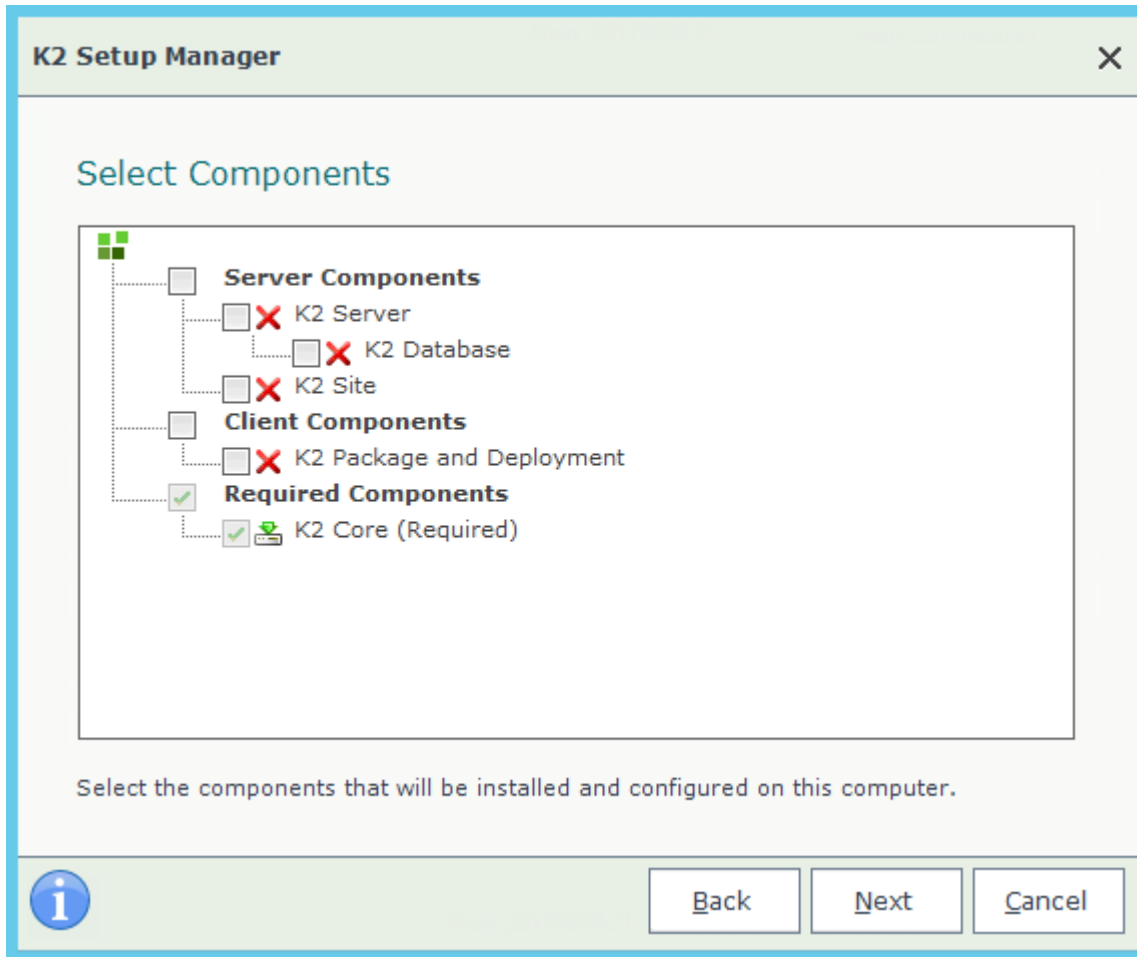 K2 Setup Manager
Select Components
Server Components
K2 Server
K2 Database
K2 Site
Client Components
K2 Package and Deployment
Required Components
K2 Core (Required)
Select the components that will be installed and configured on this computer.
Back Next Cancel